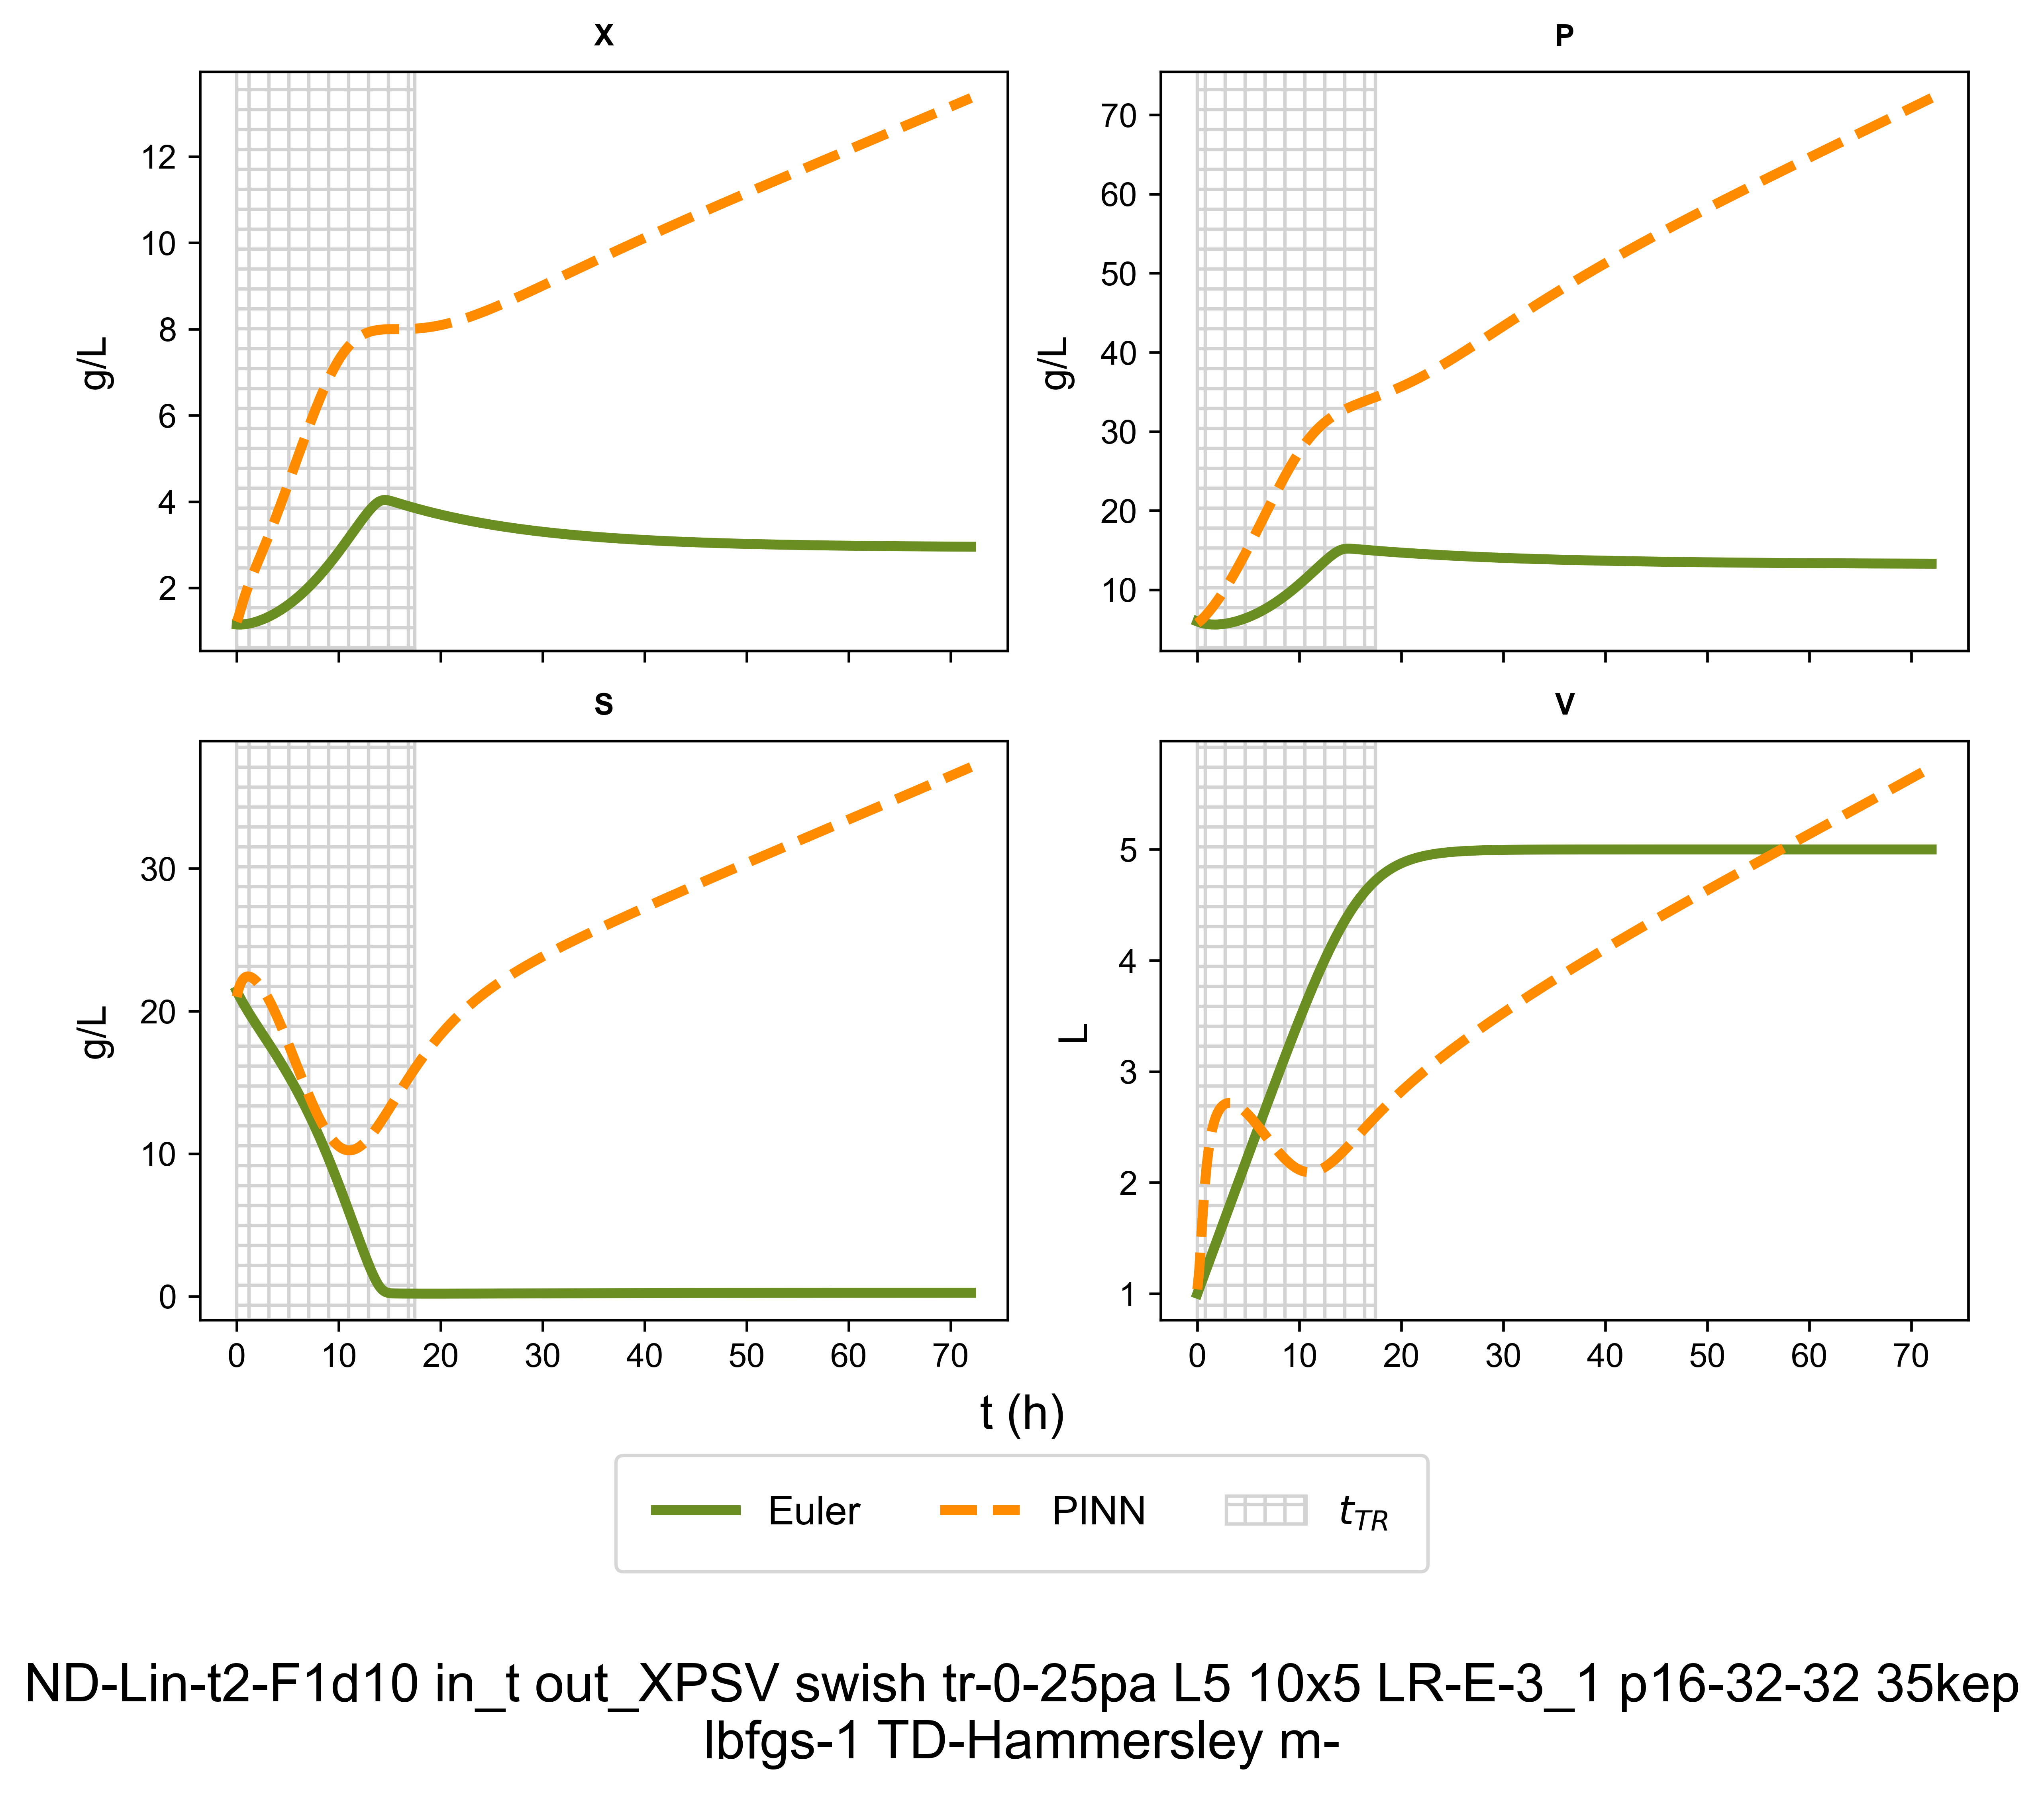 X
P
12
10
8
6
4
2
g/L
70
60
50
40
30
20
10
g/L
S
V
30
20
10
0
g/L
5
4
3
2
1
L
0 10 20 30 40 50 60 70
0 10 20 30 40 50 60 70
t (h)
Euler PINN t_TR
ND-Lin-t2-F1d10 in_t out_XPSV swish tr-0-25pa L5 10x5 LR-E-3_1 p16-32-32 35kep
lbfgs-1 TD-Hammersley m-